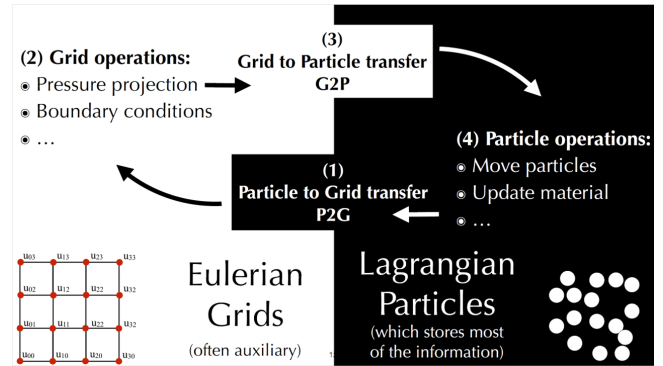 (2) Grid operations:
◉ Pressure projection
◉ Boundary conditions
◉ ...
(3)
Grid to Particle transfer
G2P
(4) Particle operations:
◉ Move particles
◉ Update material
◉ ...
(1)
Particle to Grid transfer
P2G
u03 u13 u23 u33
u02 u12 u22 u32
u01 u11 u22 u32
u00 u10 u20 u30
Eulerian
Grids
(often auxiliary)
Lagrangian
Particles
(which stores most
of the information)